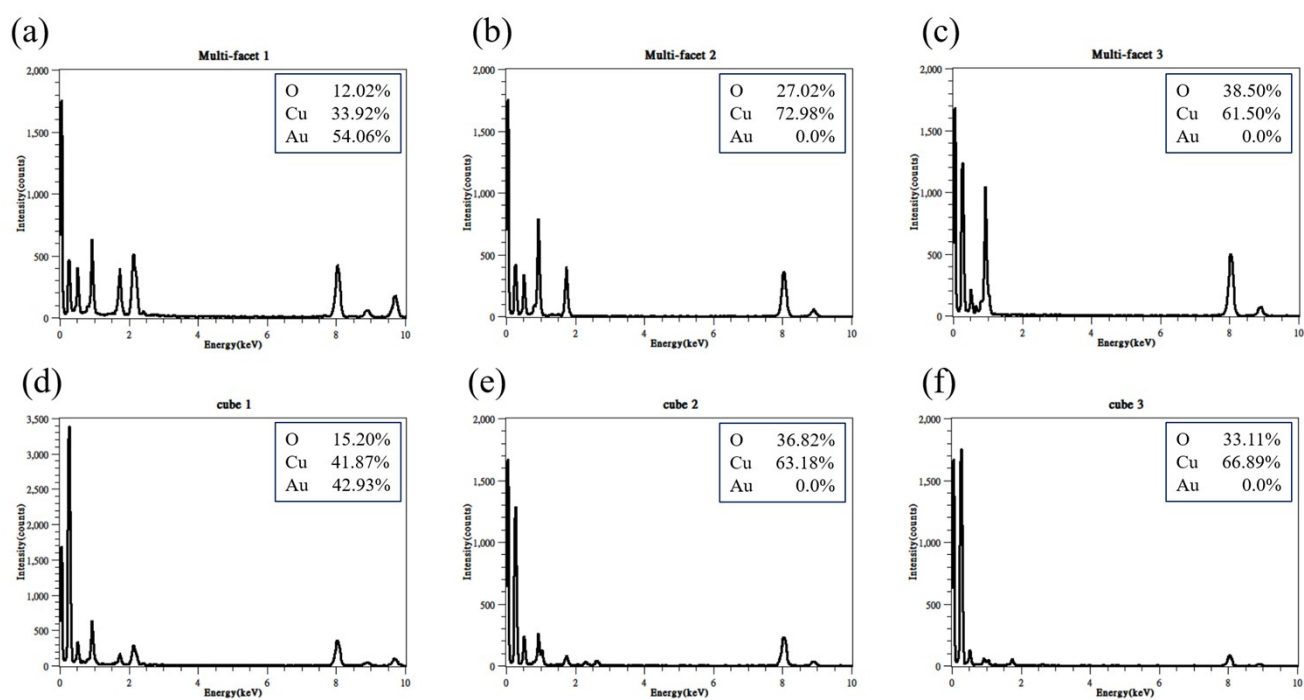 (a)
Multi-facet 1
2,000
1,500
1,000
500
0
Intensity(counts)
0 2 4 6 8 10
Energy(keV)
O 12.02%
Cu 33.92%
Au 54.06%
(b)
Multi-facet 2
2,000
1,500
1,000
500
0
Intensity(counts)
0 2 4 6 8 10
Energy(keV)
O 27.02%
Cu 72.98%
Au 0.0%
(c)
Multi-facet 3
2,000
1,500
1,000
500
0
Intensity(counts)
0 2 4 6 8 10
Energy(keV)
O 38.50%
Cu 61.50%
Au 0.0%
(d)
cube 1
3,500
3,000
2,500
2,000
1,500
1,000
500
0
Intensity(counts)
0 2 4 6 8 10
Energy(keV)
O 15.20%
Cu 41.87%
Au 42.93%
(e)
cube 2
2,000
1,500
1,000
500
0
Intensity(counts)
0 2 4 6 8 10
Energy(keV)
O 36.82%
Cu 63.18%
Au 0.0%
(f)
cube 3
2,000
1,500
1,000
500
0
Intensity(counts)
0 2 4 6 8 10
Energy(keV)
O 33.11%
Cu 66.89%
Au 0.0%